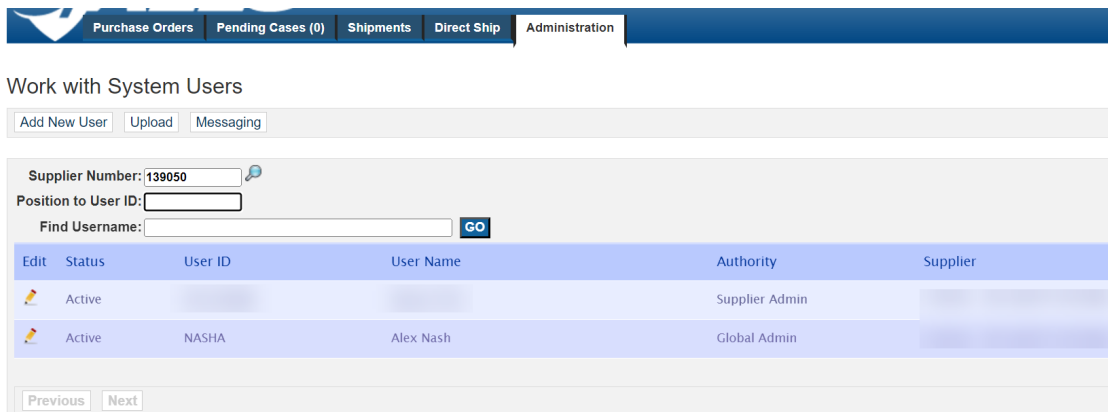 Purchase Orders Pending Cases (0) Shipments Direct Ship Administration
Work with System Users
Add New User Upload Messaging
Supplier Number: 139050
Position to User ID:
Find Username: GO
Edit Status User ID User Name Authority Supplier
Active Supplier Admin
Active NASHA Alex Nash Global Admin
Previous Next